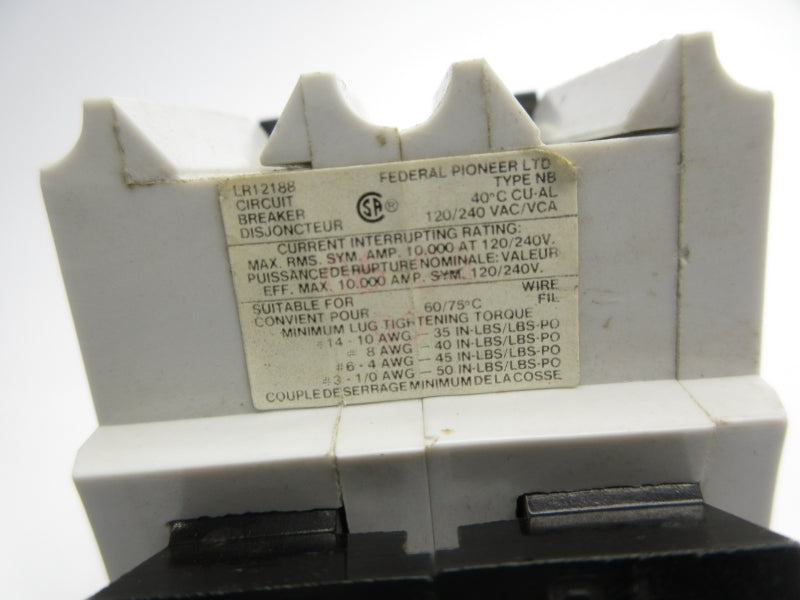 LR12188 FEDERAL PIONEER LTD
CIRCUIT TYPE NB
BREAKER SA ® 40°C CU-AL
DISJONCTEUR 120/240 VAC/VCA
CURRENT INTERRUPTING RATING:
MAX. RMS. SYM. AMP. 10.000 AT 120/240V.
PUISSANCE DE RUPTURE NOMINALE: VALEUR
EFF. MAX. 10.000 AMP. SYM. 120/240V.
SUITABLE FOR 60/75°C WIRE
CONVIENT POUR FIL
MINIMUM LUG TIGHTENING TORQUE
#14 - 10 AWG — 35 IN-LBS/LBS-PO
# 8 AWG — 40 IN-LBS/LBS-PO
#6 - 4 AWG — 45 IN-LBS/LBS-PO
#3 - 1/0 AWG — 50 IN-LBS/LBS-PO
COUPLE DE SERRAGE MINIMUM DE LA COSSE